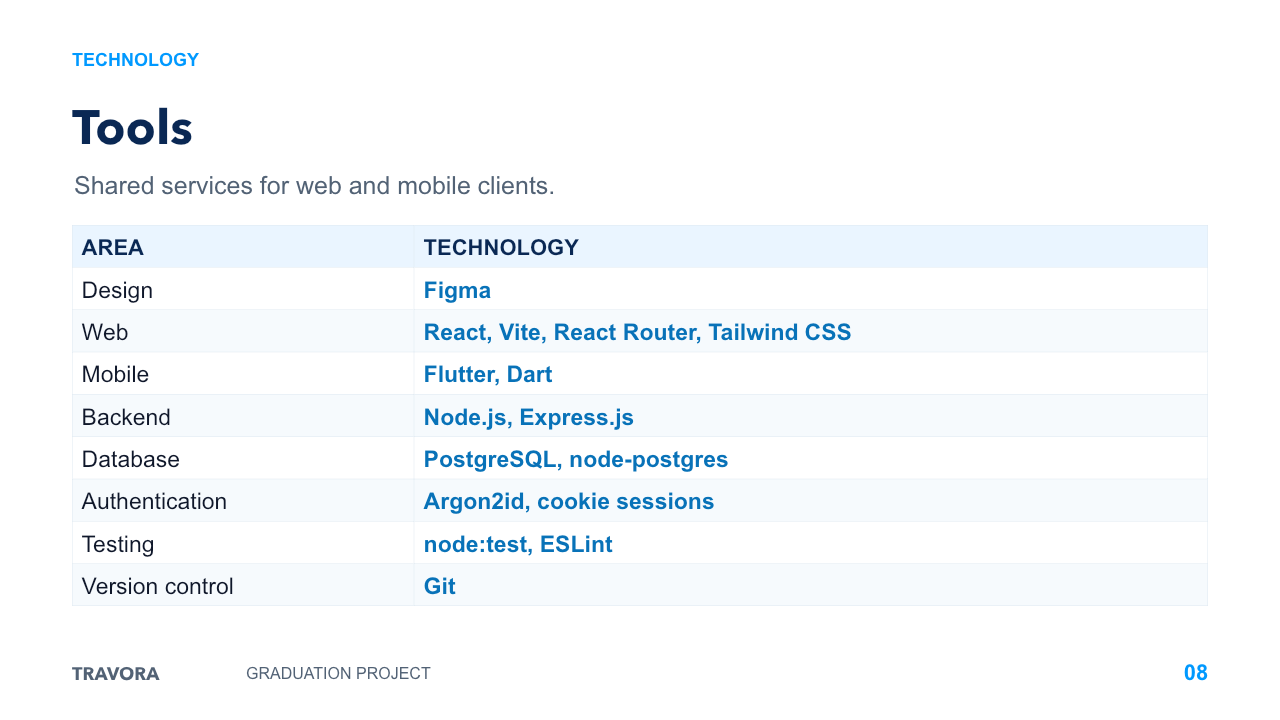 TECHNOLOGY
Tools
Shared services for web and mobile clients.
AREA TECHNOLOGY
Design Figma
Web React, Vite, React Router, Tailwind CSS
Mobile Flutter, Dart
Backend Node.js, Express.js
Database PostgreSQL, node-postgres
Authentication Argon2id, cookie sessions
Testing node:test, ESLint
Version control Git
TRAVORA GRADUATION PROJECT 08